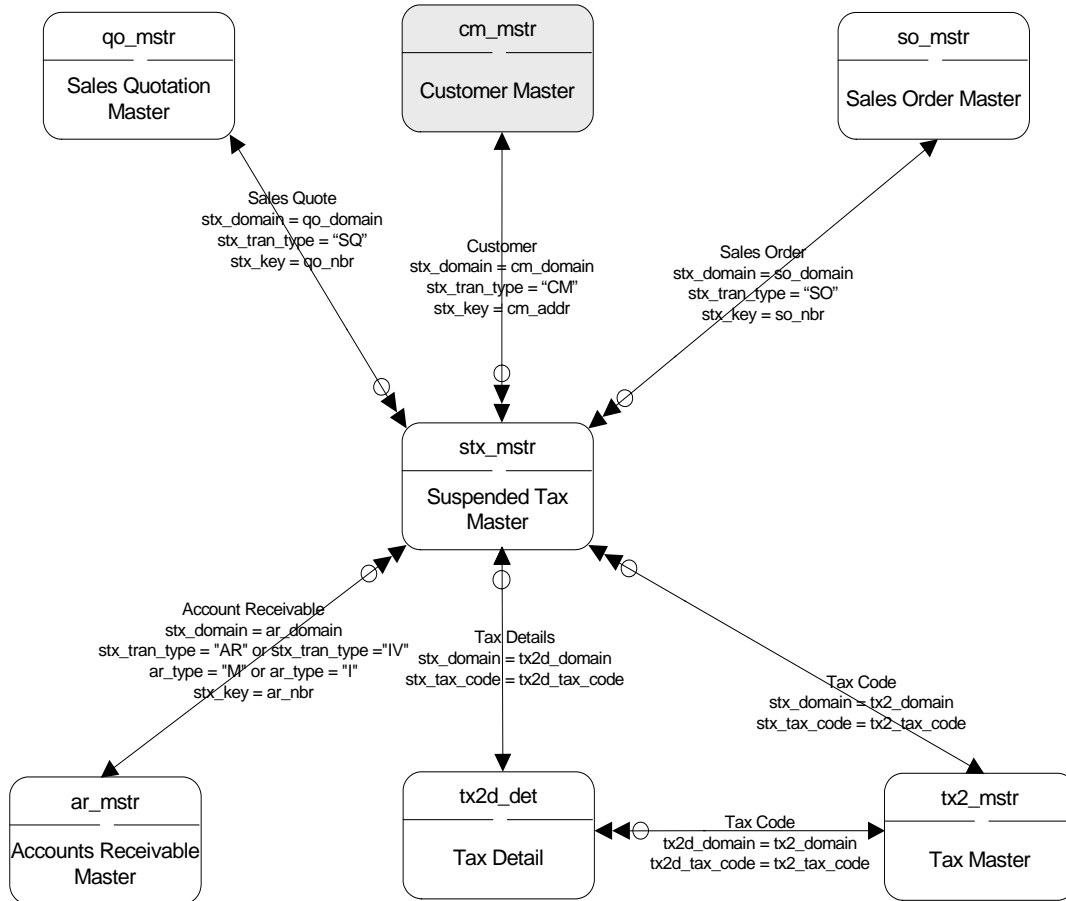 qo_mstr
Sales Quotation
Master
cm_mstr
Customer Master
so_mstr
Sales Order Master
Sales Quote
stx_domain = qo_domain
stx_tran_type = “SQ”
stx_key = qo_nbr
Customer
stx_domain = cm_domain
stx_tran_type = “CM”
stx_key = cm_addr
Sales Order
stx_domain = so_domain
stx_tran_type = “SO”
stx_key = so_nbr
stx_mstr
Suspended Tax
Master
Account Receivable
stx_domain = ar_domain
stx_tran_type = "AR" or stx_tran_type ="IV"
ar_type = "M" or ar_type = "I"
stx_key = ar_nbr
Tax Details
stx_domain = tx2d_domain
stx_tax_code = tx2d_tax_code
Tax Code
stx_domain = tx2_domain
stx_tax_code = tx2_tax_code
ar_mstr
Accounts Receivable
Master
tx2d_det
Tax Detail
Tax Code
tx2d_domain = tx2_domain
tx2d_tax_code = tx2_tax_code
tx2_mstr
Tax Master